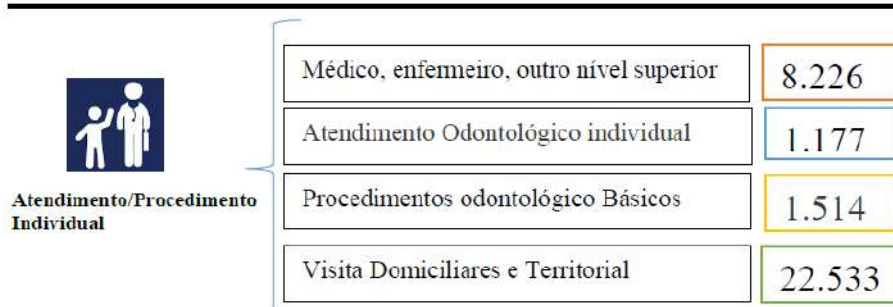 Médico, enfermeiro, outro nível superior 8.226
Atendimento Odontológico individual 1.177
Atendimento/Procedimento
Individual
Procedimentos odontológico Básicos 1.514
Visita Domiciliares e Territorial 22.533